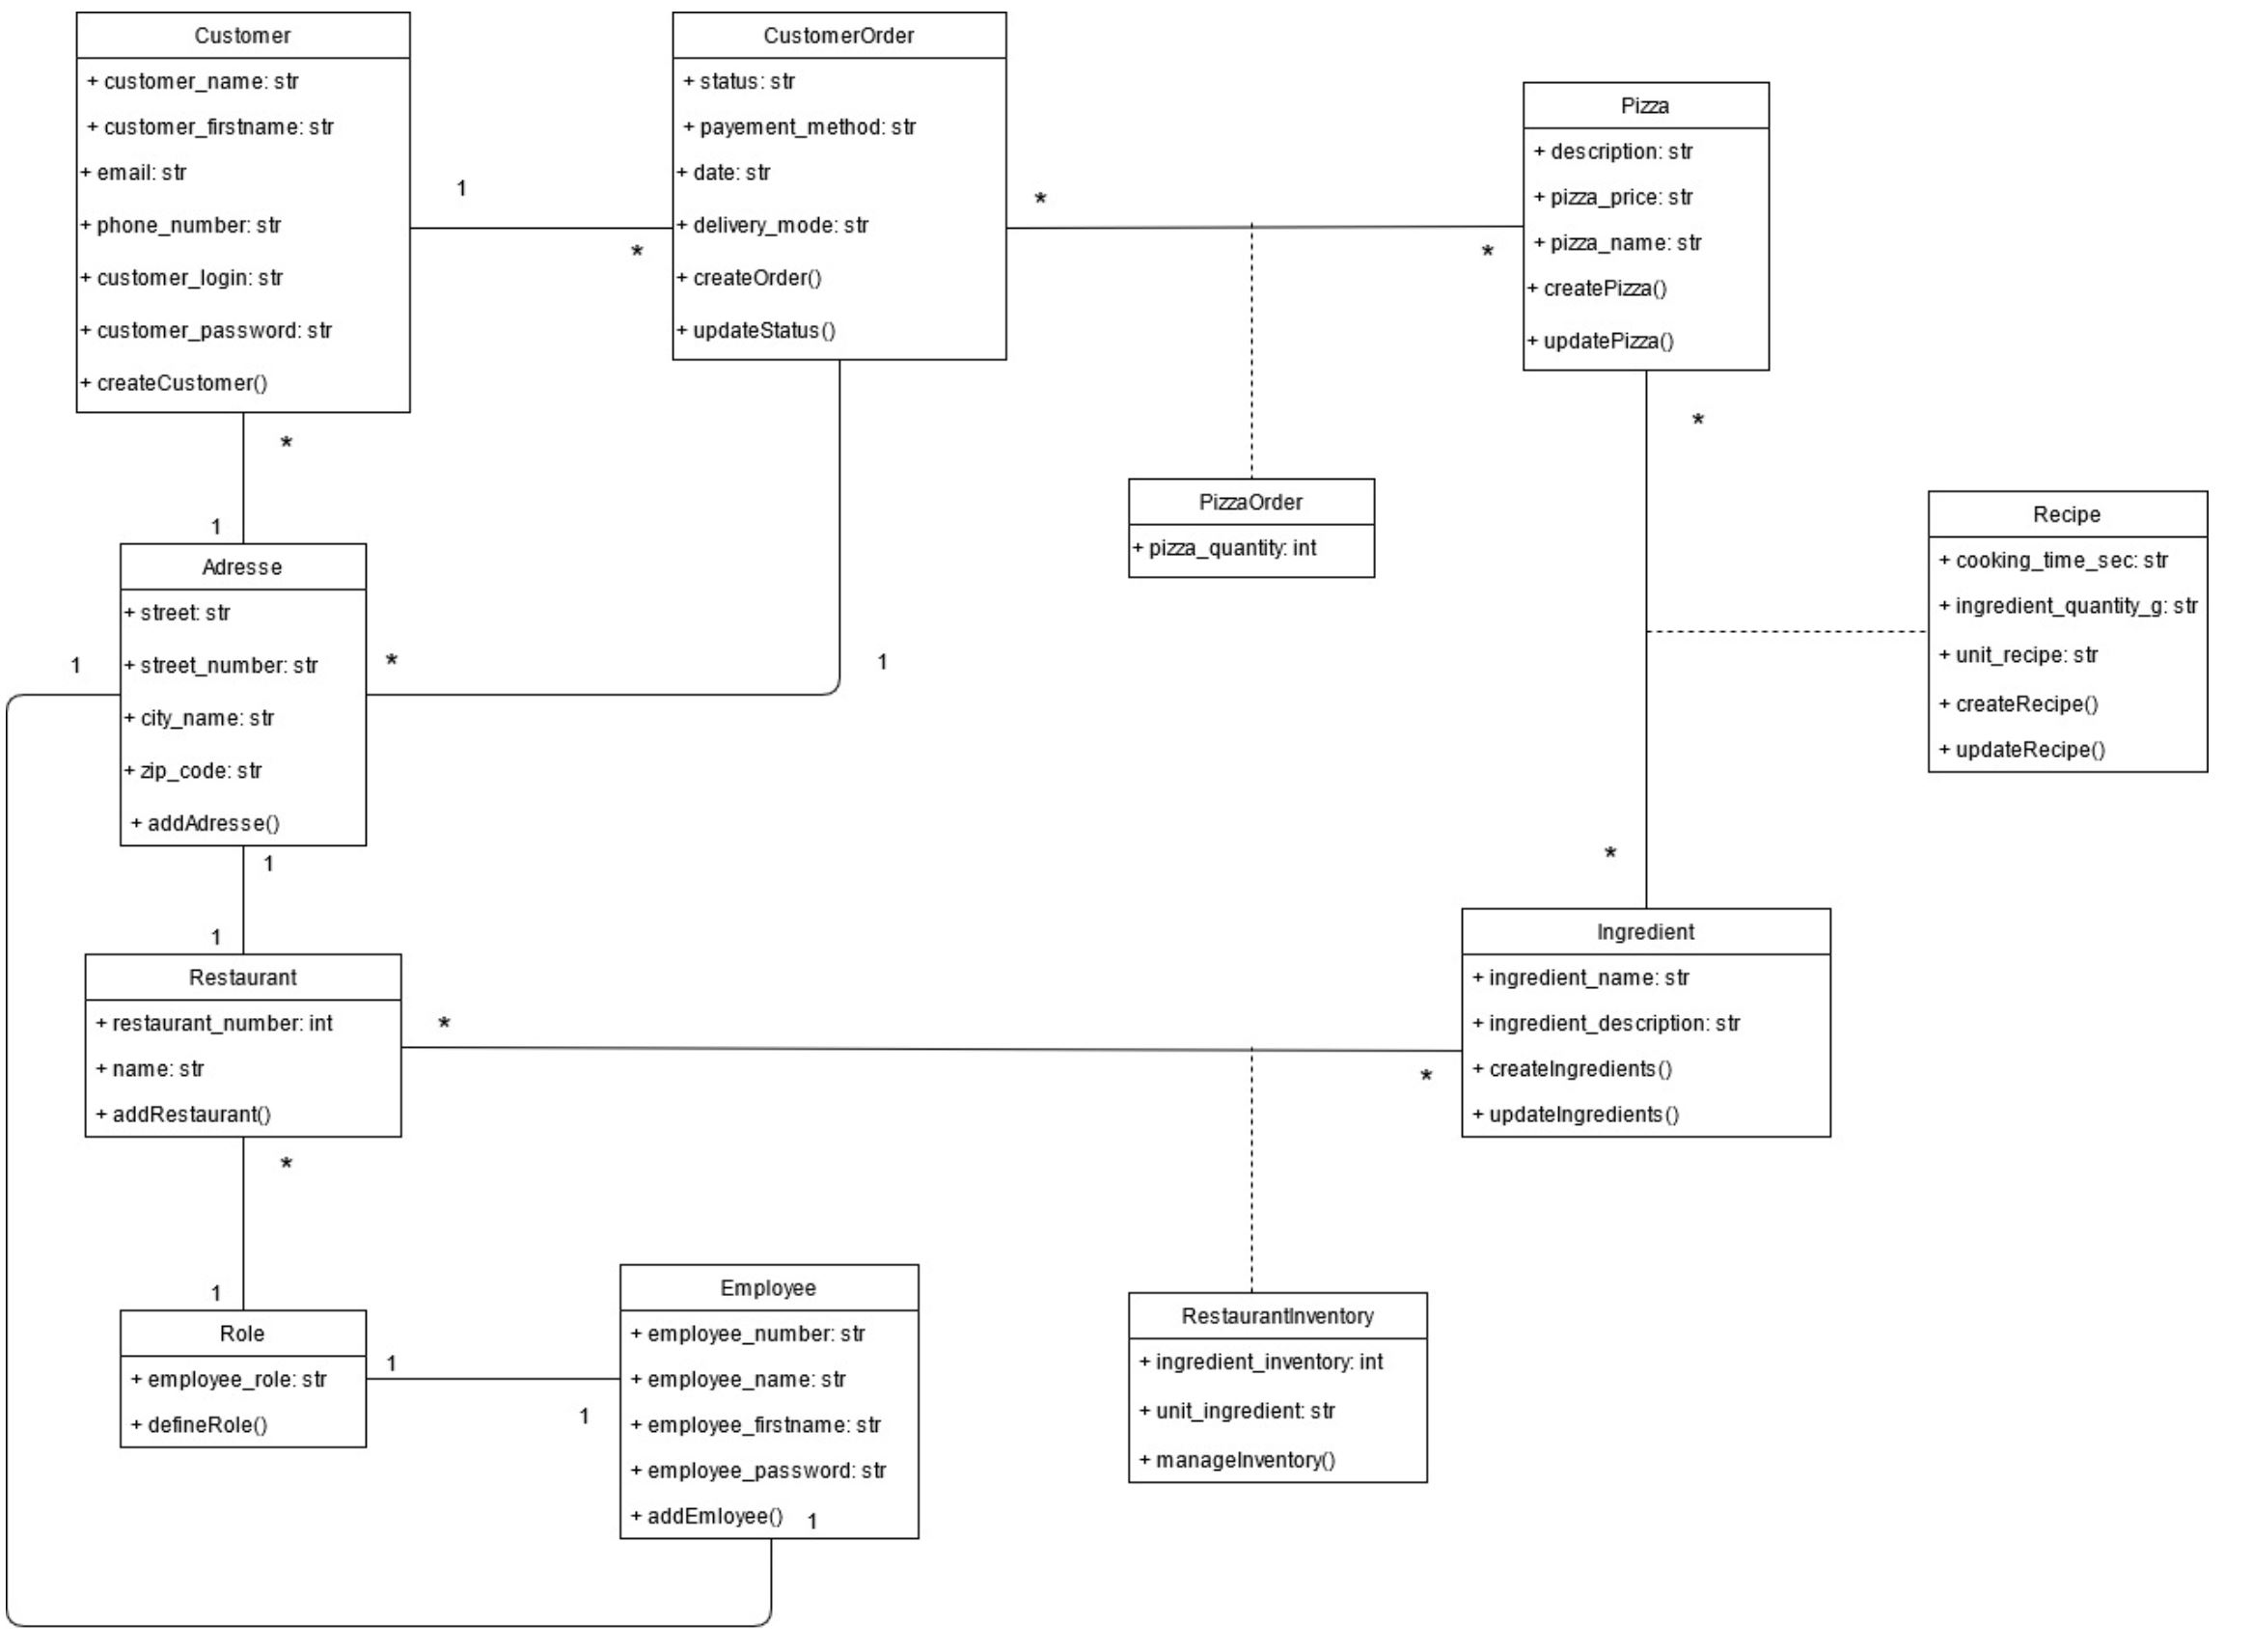 Customer
+ customer_name: str
+ customer_firstname: str
+ email: str
+ phone_number: str
+ customer_login: str
+ customer_password: str
+ createCustomer()
1
*
CustomerOrder
+ status: str
+ payement_method: str
+ date: str
+ delivery_mode: str
+ createOrder()
+ updateStatus()
*
*
Pizza
+ description: str
+ pizza_price: str
+ pizza_name: str
+ createPizza()
+ updatePizza()
*
1
*
1
PizzaOrder
+ pizza_quantity: int
*
*
Recipe
+ cooking_time_sec: str
+ ingredient_quantity_g: str
+ unit_recipe: str
+ createRecipe()
+ updateRecipe()
Adresse
+ street: str
+ street_number: str
+ city_name: str
+ zip_code: str
+ addAdresse()
1
1
1
Restaurant
+ restaurant_number: int
+ name: str
+ addRestaurant()
*
*
Ingredient
+ ingredient_name: str
+ ingredient_description: str
+ createIngredients()
+ updateIngredients()
*
1
Role
+ employee_role: str
+ defineRole()
1
1
Employee
+ employee_number: str
+ employee_name: str
+ employee_firstname: str
+ employee_password: str
+ addEmloyee()
1
RestaurantInventory
+ ingredient_inventory: int
+ unit_ingredient: str
+ manageInventory()